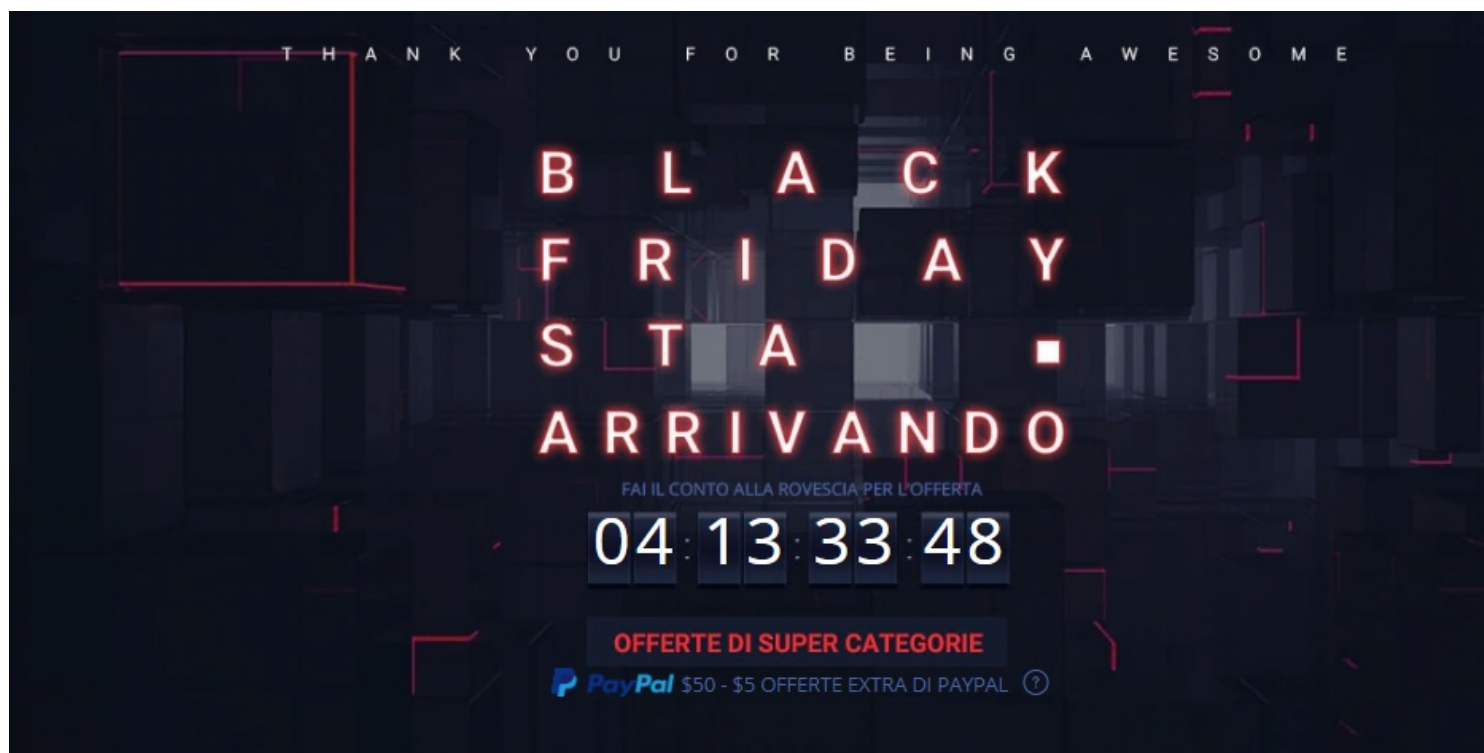 THANK YOU FOR BEING AWESOME
BLACK
FRIDAY
STA
ARRIVANDO
FAI IL CONTO ALLA ROVESCIA PER L'OFFERTA
04 : 13 : 33 : 48
OFFERTE DI SUPER CATEGORIE
PayPal $50 - $5 OFFERTE EXTRA DI PAYPAL ?